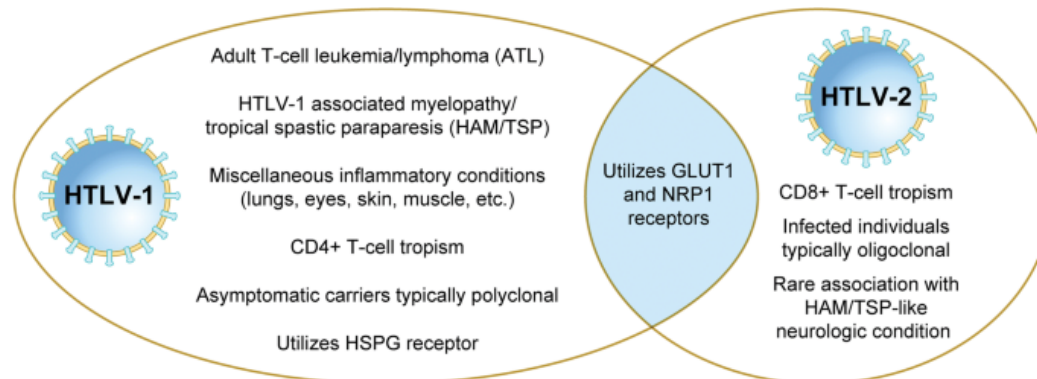 HTLV-1
Adult T-cell leukemia/lymphoma (ATL)
HTLV-1 associated myelopathy/
tropical spastic paraparesis (HAM/TSP)
Miscellaneous inflammatory conditions
(lungs, eyes, skin, muscle, etc.)
CD4+ T-cell tropism
Asymptomatic carriers typically polyclonal
Utilizes HSPG receptor
Utilizes GLUT1
and NRP1
receptors
HTLV-2
CD8+ T-cell tropism
Infected individuals
typically oligoclonal
Rare association with
HAM/TSP-like
neurologic condition